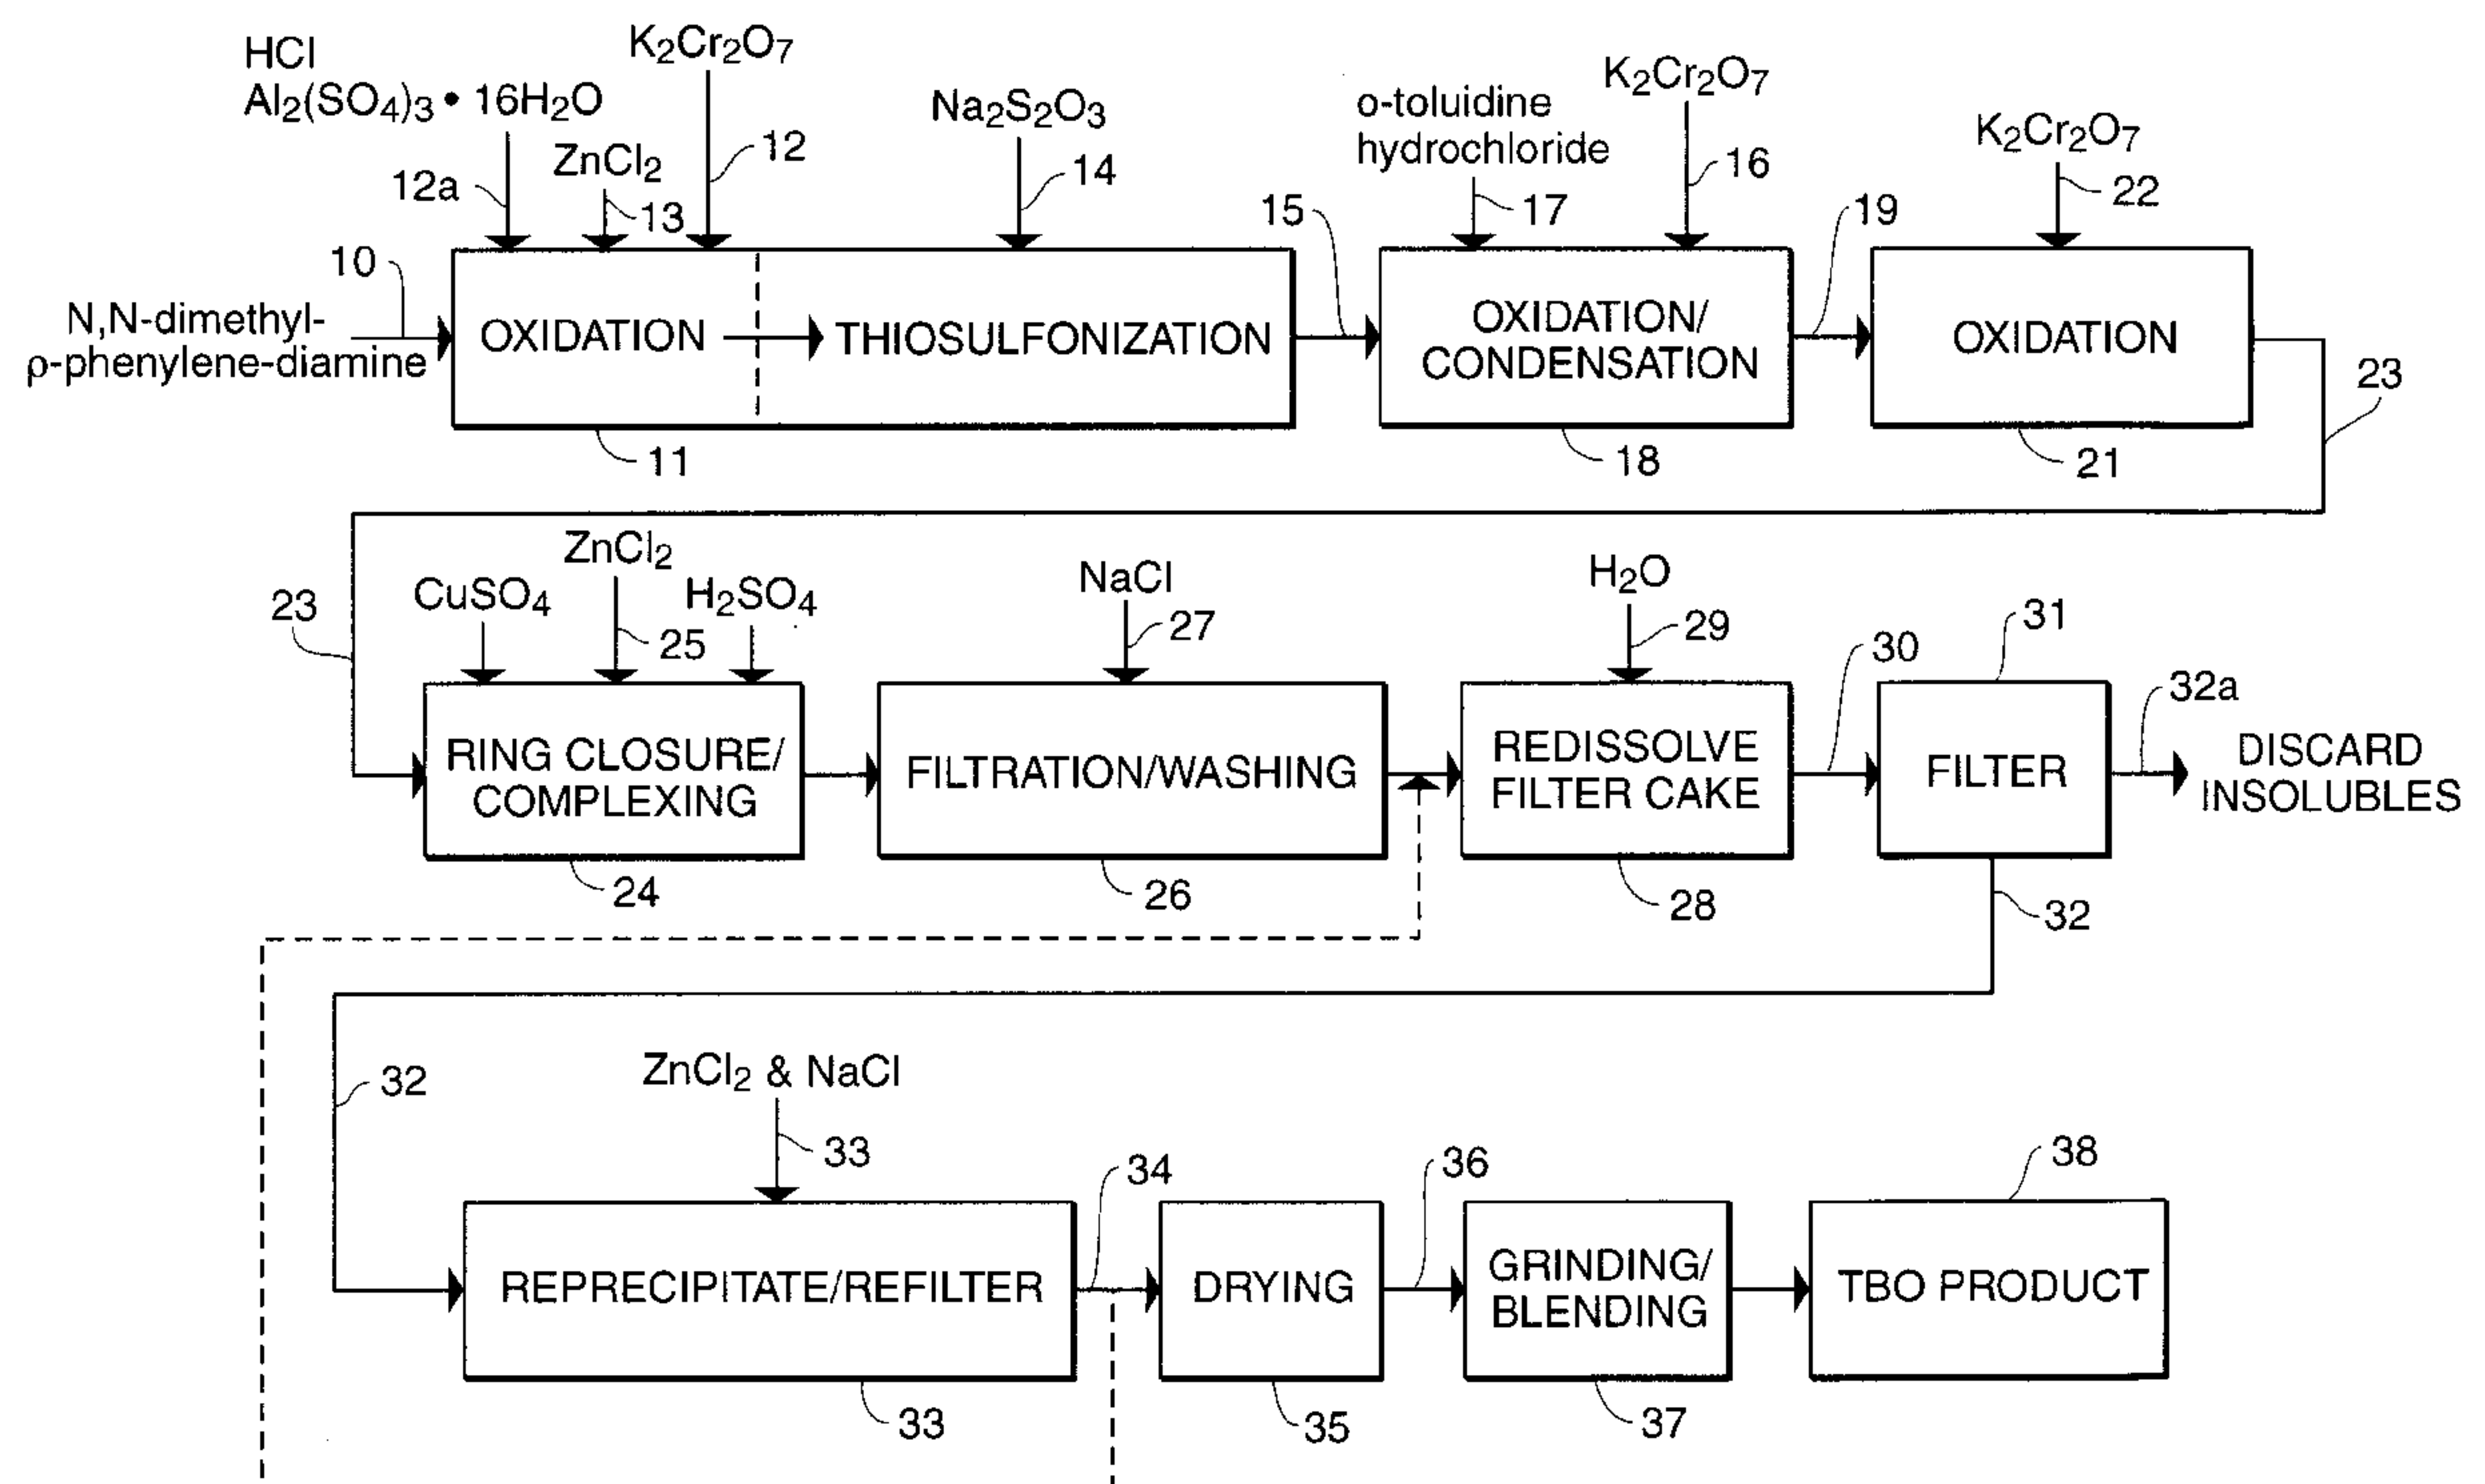 HCl
Al2(SO4)3 • 16H2O
K2Cr2O7
ZnCl2
12a
13
12
Na2S2O3
14
o-toluidine
hydrochloride
17
K2Cr2O7
16
K2Cr2O7
22
10
15
19
N,N-dimethyl-
ρ-phenylene-diamine
OXIDATION
THIOSULFONIZATION
OXIDATION/
CONDENSATION
OXIDATION
23
11
18
21
23
CuSO4
ZnCl2
25
H2SO4
NaCl
27
H2O
29
30
31
32a
RING CLOSURE/
COMPLEXING
FILTRATION/WASHING
REDISSOLVE
FILTER CAKE
FILTER
DISCARD
INSOLUBLES
24
26
28
32
32
ZnCl2 & NaCl
33
34
36
38
REPRECIPITATE/REFILTER
DRYING
GRINDING/
BLENDING
TBO PRODUCT
33
35
37